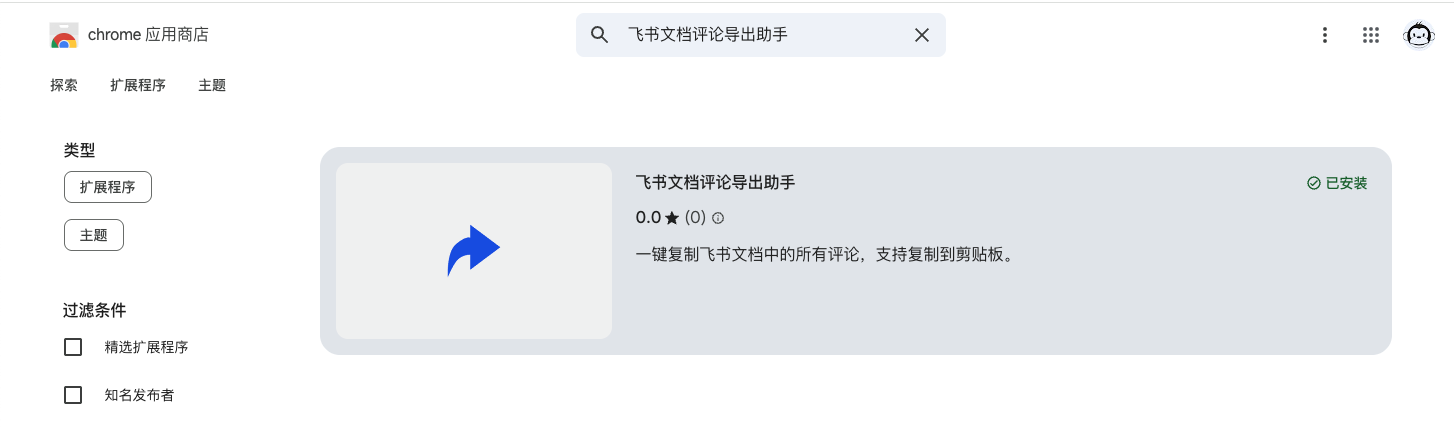 chrome 应用商店
飞书文档评论导出助手
探索 扩展程序 主题
类型
扩展程序
主题
过滤条件
精选扩展程序
知名发布者
飞书文档评论导出助手
已安装
0.0 ★ (0)
一键复制飞书文档中的所有评论，支持复制到剪贴板。